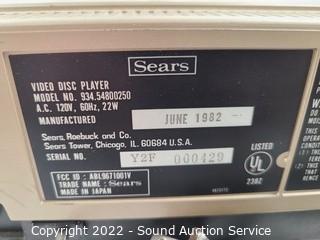 Sears
VIDEO DISC PLAYER
MODEL NO. 934.54800250
A.C. 120V, 60Hz, 22W
MANUFACTURED JUNE 1982
Sears, Roebuck and Co.
Sears Tower, Chicago, IL. 60684 U.S.A.
SERIAL NO. Y2F 000429
LISTED
UL
238Z
FCC ID : ABL9671001V
TRADE NAME : Sears
MADE IN JAPAN
Copyright 2022 - Sound Auction Service